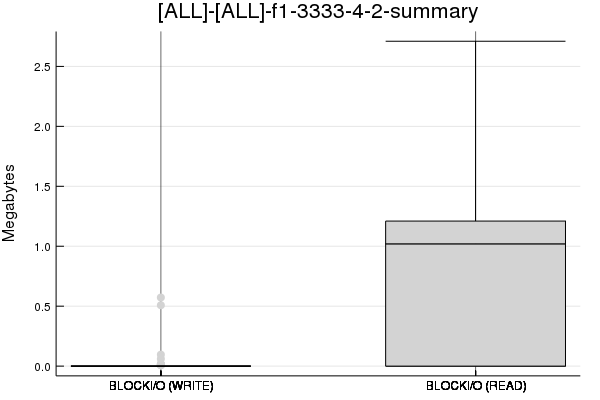 [ALL]-[ALL]-f1-3333-4-2-summary
Megabytes
2.5
2.0
1.5
1.0
0.5
0.0
BLOCKI/O (WRITE)
BLOCKI/O (READ)